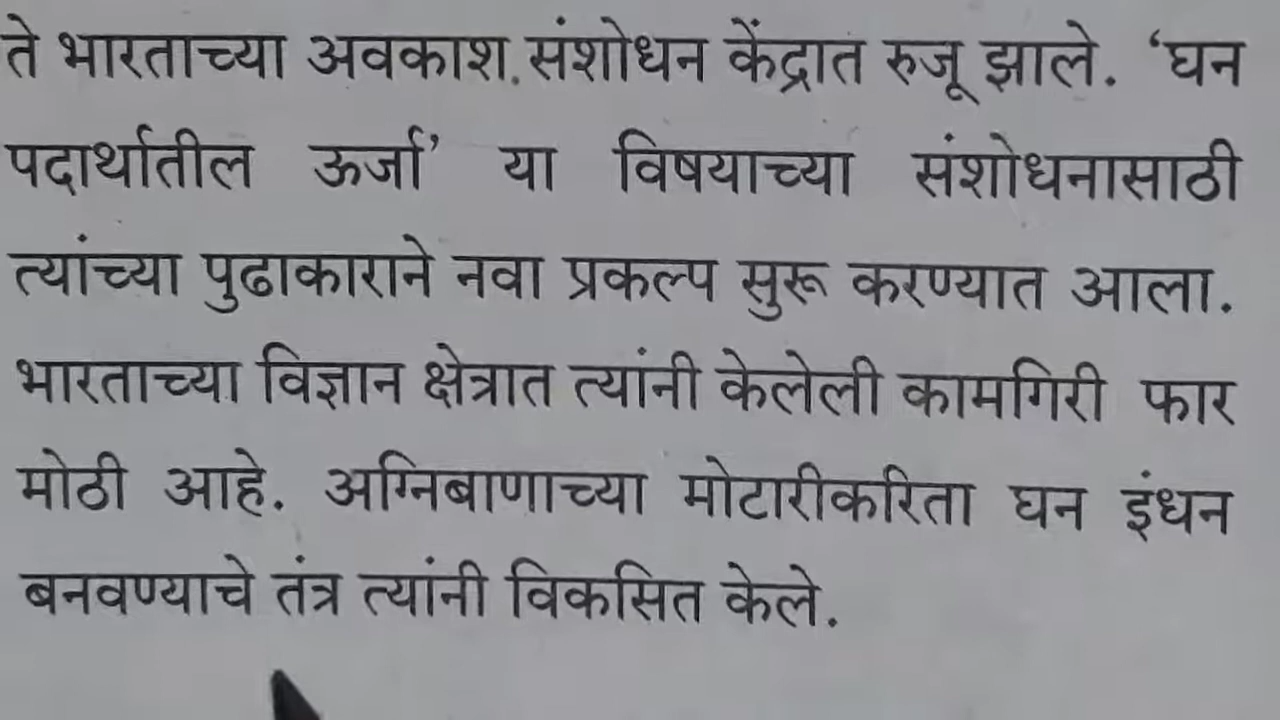 ते भारताच्या अवकाश संशोधन केंद्रात रुजू झाले. ‘घन
पदार्थातील ऊर्जा’ या विषयाच्या संशोधनासाठी
त्यांच्या पुढाकाराने नवा प्रकल्प सुरू करण्यात आला.
भारताच्या विज्ञान क्षेत्रात त्यांनी केलेली कामगिरी फार
मोठी आहे. अग्निबाणाच्या मोटारीकरिता घन इंधन
बनवण्याचे तंत्र त्यांनी विकसित केले.